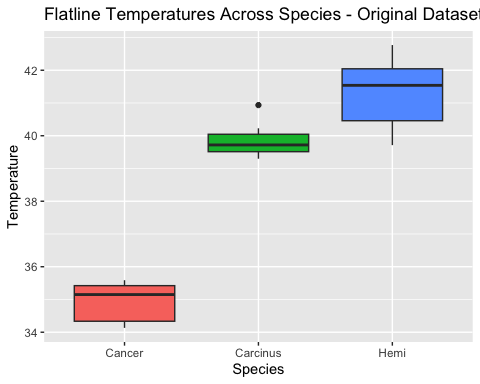 Flatline Temperatures Across Species - Original Dataset
42
40
38
36
34
Temperature
Cancer
Carcinus
Hemi
Species